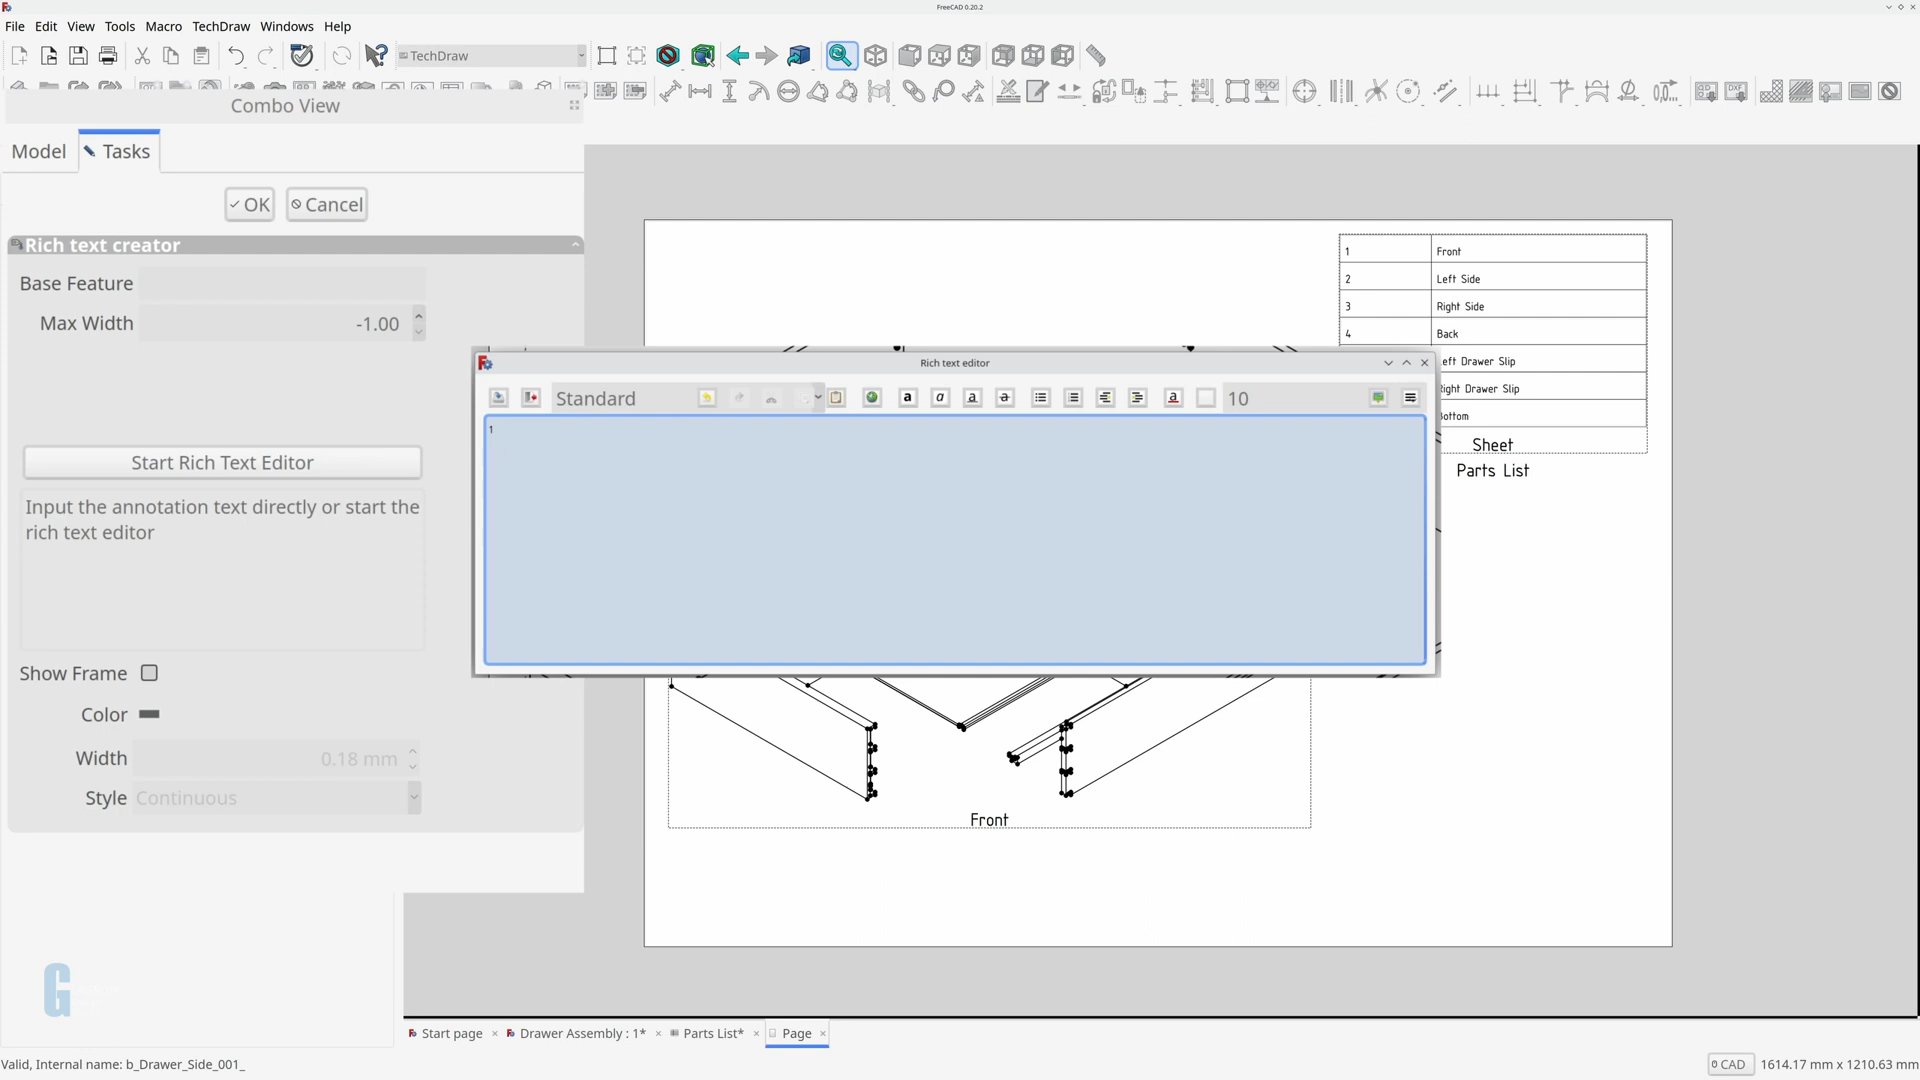 FreeCAD 0.20.2
File Edit View Tools Macro TechDraw Windows Help
TechDraw
Combo View
Model Tasks
OK Cancel
Rich text creator
Base Feature
Max Width -1.00
Start Rich Text Editor
Input the annotation text directly or start the
rich text editor
Show Frame
Color
Width 0.18 mm
Style Continuous
Rich text editor
Standard
10
1
1 Front
2 Left Side
3 Right Side
4 Back
Left Drawer Slip
Right Drawer Slip
Bottom
Sheet
Parts List
Front
Start page Drawer Assembly : 1* Parts List* Page
Valid, Internal name: b_Drawer_Side_001_
CAD 1614.17 mm x 1210.63 mm